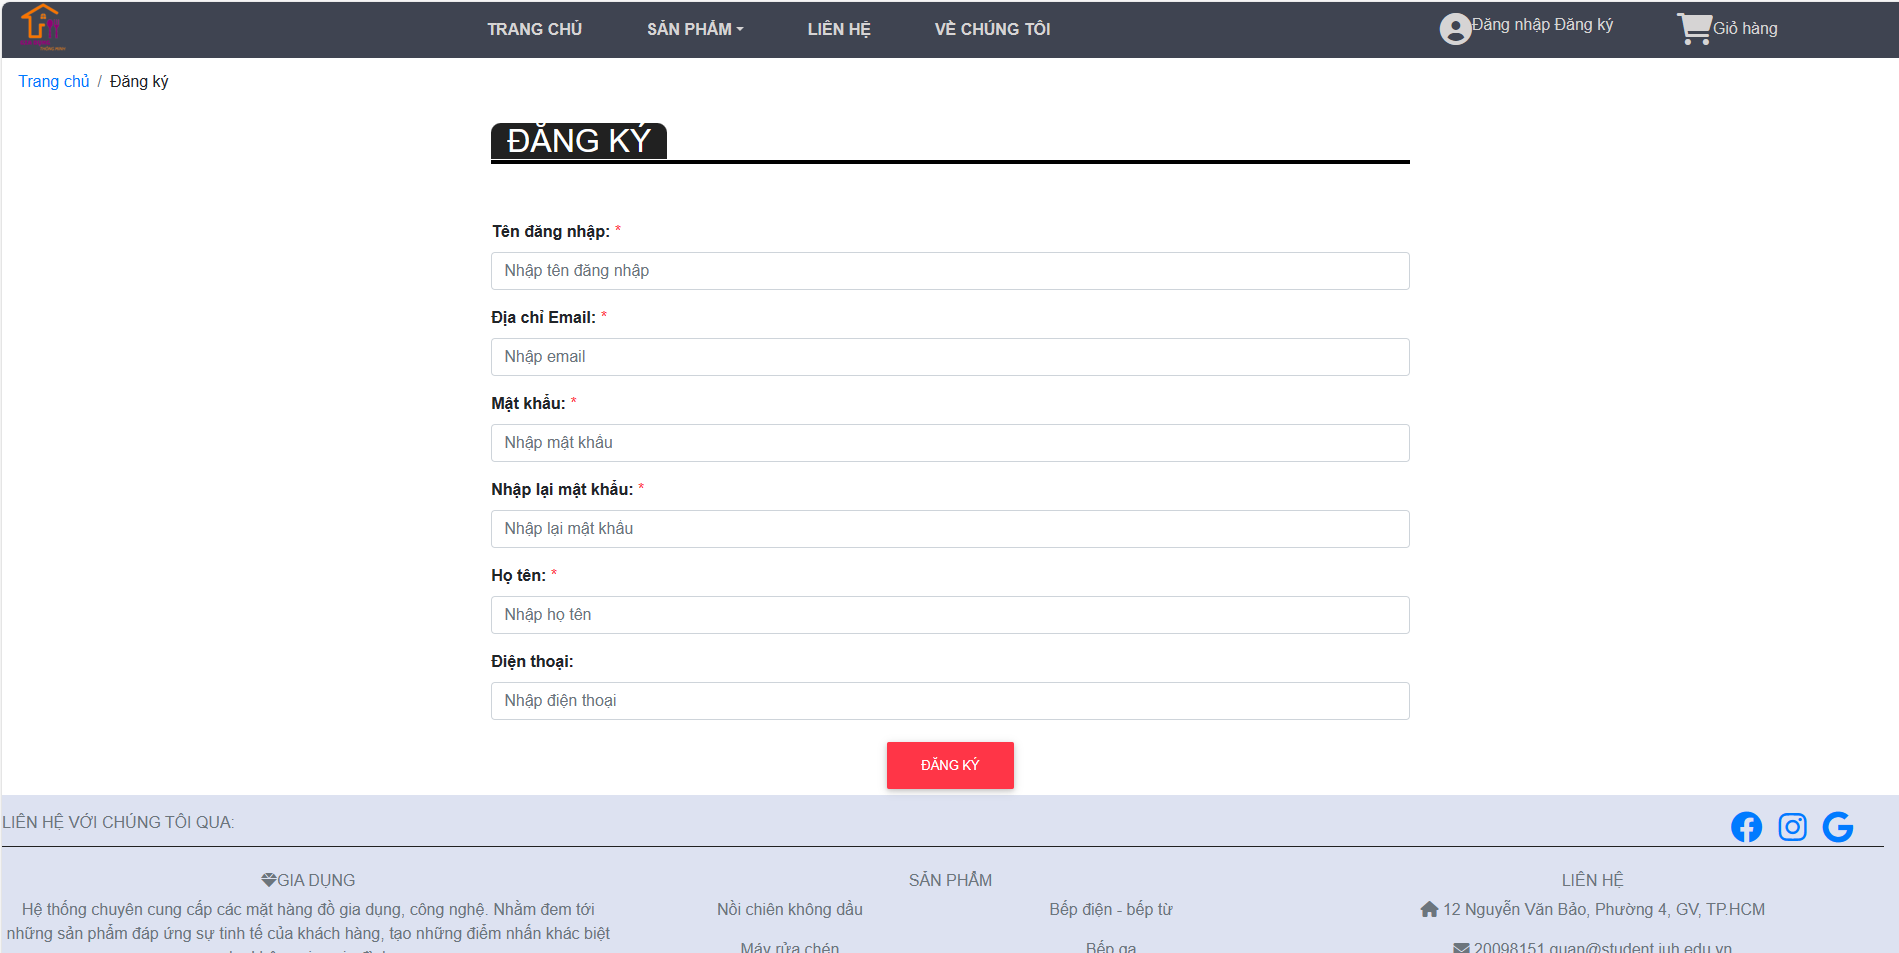 TRANG CHỦ SẢN PHẨM LIÊN HỆ VỀ CHÚNG TÔI Đăng nhập Đăng ký Giỏ hàng
Trang chủ / Đăng ký
ĐĂNG KÝ
Tên đăng nhập: *
Nhập tên đăng nhập
Địa chỉ Email: *
Nhập email
Mật khẩu: *
Nhập mật khẩu
Nhập lại mật khẩu: *
Nhập lại mật khẩu
Họ tên: *
Nhập họ tên
Điện thoại:
Nhập điện thoại
ĐĂNG KÝ
LIÊN HỆ VỚI CHÚNG TÔI QUA:
GIA DỤNG
Hệ thống chuyên cung cấp các mặt hàng đồ gia dụng, công nghệ. Nhằm đem tới
những sản phẩm đáp ứng sự tinh tế của khách hàng, tạo những điểm nhấn khác biệt
SẢN PHẨM
Nồi chiên không dầu Bếp điện - bếp từ
Máy rửa chén Bếp ga
LIÊN HỆ
12 Nguyễn Văn Bảo, Phường 4, GV, TP.HCM
20098151.quan@student.iuh.edu.vn